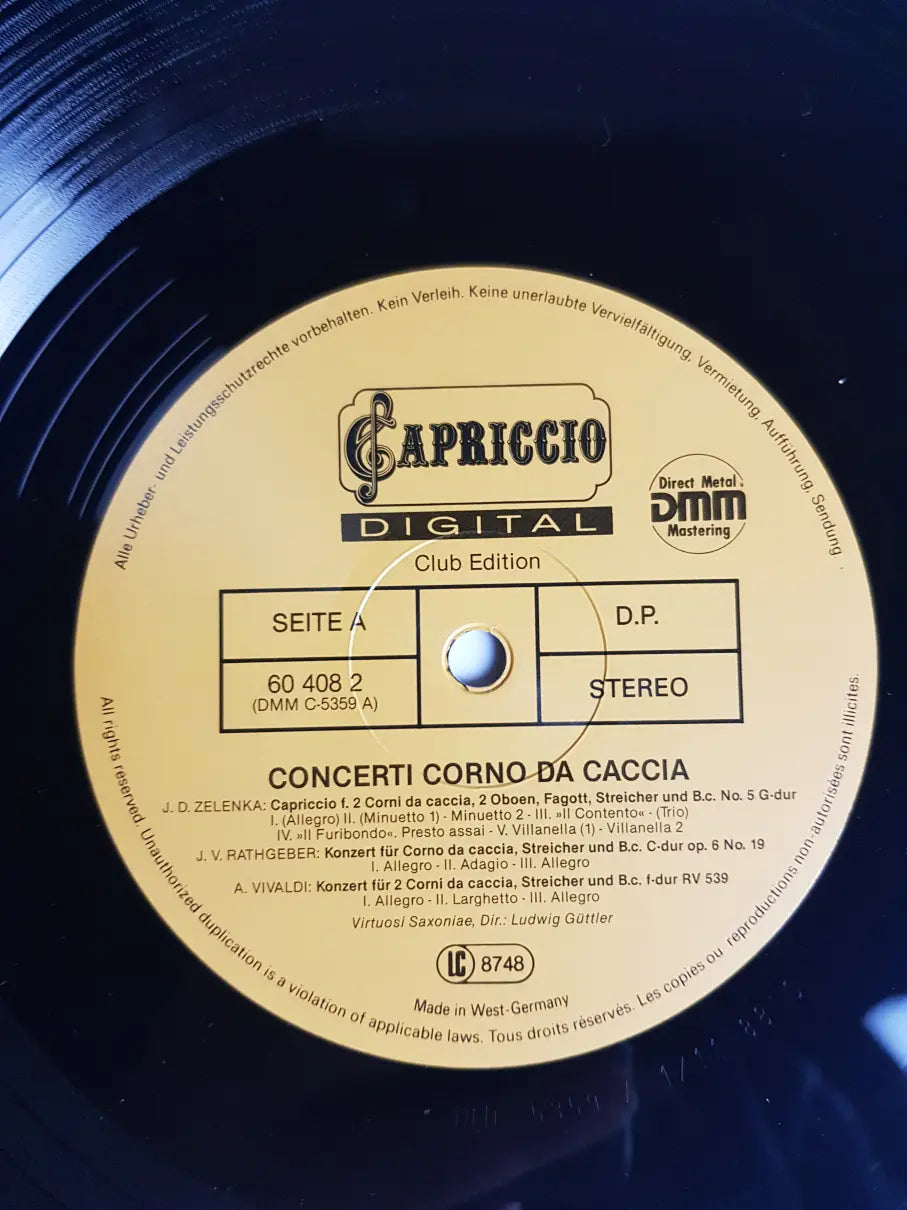 Alle Urheber- und Leistungsschutzrechte vorbehalten. Kein Verleih. Keine unerlaubte Vervielfältigung, Vermietung, Aufführung, Sendung.
CAPRICCIO
DIGITAL
Direct Metal
DMM
Mastering
Club Edition
SEITE A
D.P.
60 408 2
(DMM C-5359 A)
STEREO
CONCERTI CORNO DA CACCIA
J. D. ZELENKA: Capriccio f. 2 Corni da caccia, 2 Oboen, Fagott, Streicher und B.c. No. 5 G-dur
I. (Allegro) II. (Minuetto 1) - Minuetto 2 - III. »Il Contento« - (Trio)
IV. »Il Furibondo«. Presto assai - V. Villanella (1) - Villanella 2
J. V. RATHGEBER: Konzert für Corno da caccia, Streicher und B.c. C-dur op. 6 No. 19
I. Allegro - II. Adagio - III. Allegro
A. VIVALDI: Konzert für 2 Corni da caccia, Streicher und B.c. f-dur RV 539
I. Allegro - II. Larghetto - III. Allegro
Virtuosi Saxoniae, Dir.: Ludwig Güttler
LC 8748
Made in West-Germany
All rights reserved. Unauthorized duplication is a violation of applicable laws. Tous droits réservés. Les copies ou reproductions non-autorisées sont illicites.